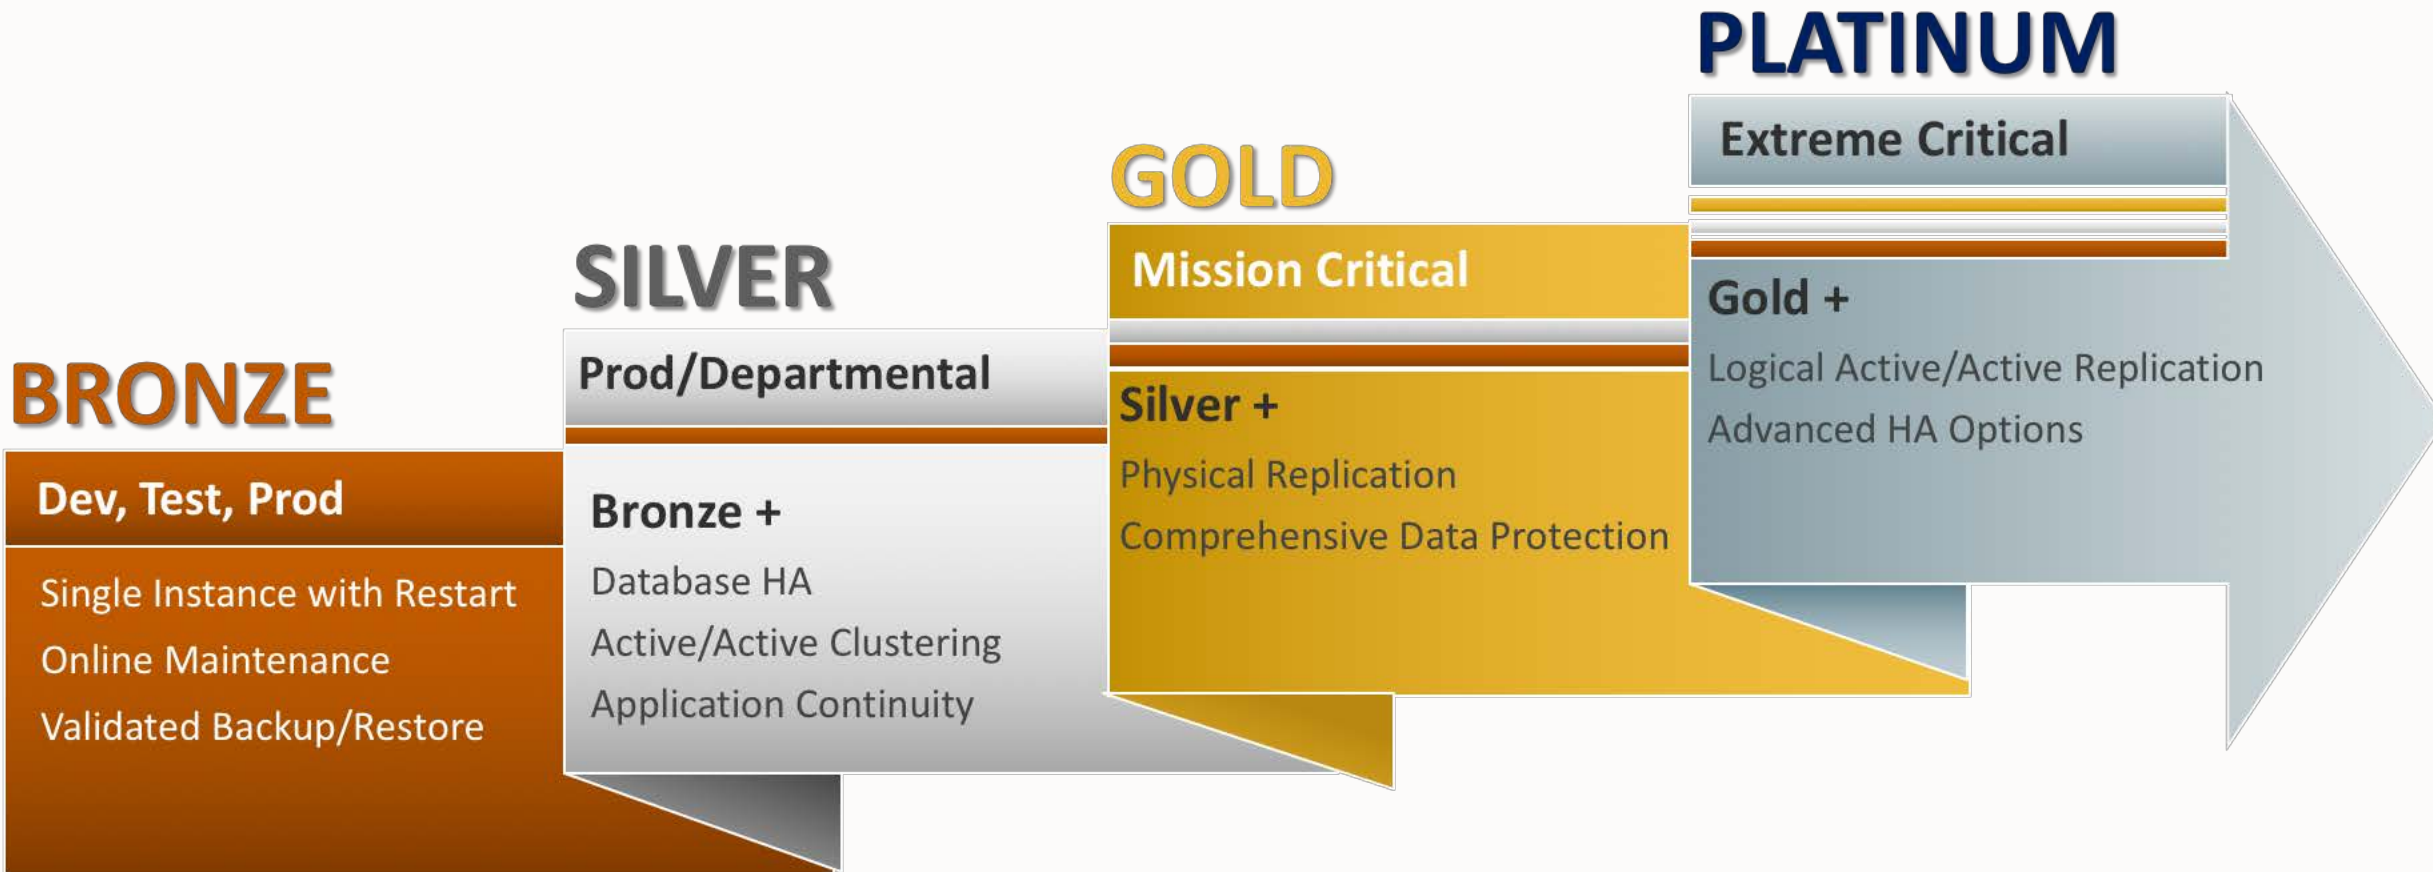 BRONZE
Dev, Test, Prod
Single Instance with Restart
Online Maintenance
Validated Backup/Restore
SILVER
Prod/Departmental
Bronze +
Database HA
Active/Active Clustering
Application Continuity
GOLD
Mission Critical
Silver +
Physical Replication
Comprehensive Data Protection
PLATINUM
Extreme Critical
Gold +
Logical Active/Active Replication
Advanced HA Options